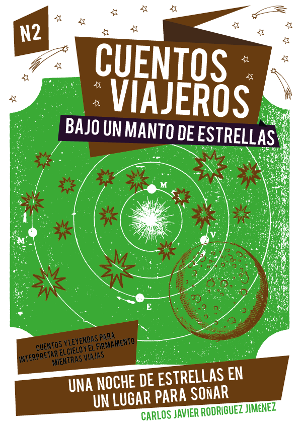 N2
CUENTOS
VIAJEROS
BAJO UN MANTO DE ESTRELLAS
M
M
V
E
CUENTOS Y LEYENDAS PARA
INTERPRETAR EL CIELO Y EL FIRMAMENTO
MIENTRAS VIAJAS
UNA NOCHE DE ESTRELLAS EN
UN LUGAR PARA SOÑAR
CARLOS JAVIER RODRIGUEZ JIMENEZ